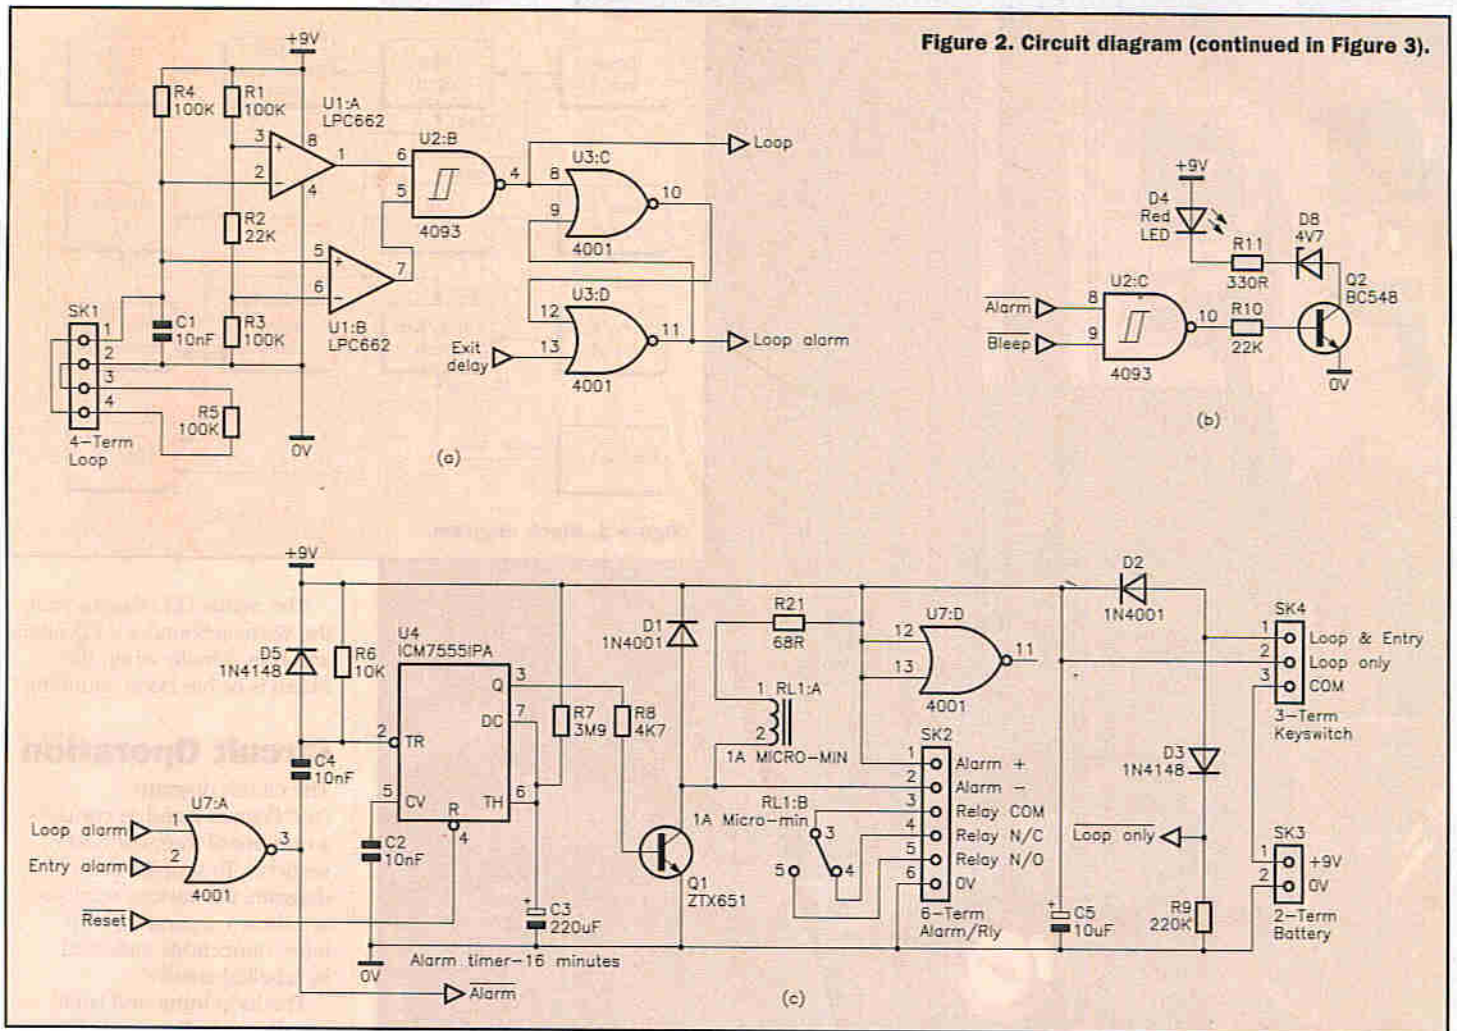 Figure 2. Circuit diagram (continued in Figure 3).
+9V
R4
100K
R1
100K
U1:A
LPC662
3
+
8
1
2
−
4
R2
22K
5
+
7
6
−
U1:B
LPC662
R3
100K
SK1
1
2
3
4
4-Term
Loop
C1
10nF
R5
100K
0V
U2:B
6
5
4
4093
Loop
U3:C
8
9
10
4001
U3:D
12
13
11
4001
Exit
delay
Loop alarm
(a)
+9V
D4
Red
LED
D8
4V7
R11
330R
Q2
BC548
U2:C
Alarm
8
Bleep
9
10
R10
22K
4093
0V
(b)
+9V
D5
1N4148
R6
10K
U4
ICM7555IPA
Q
3
DC
7
2
TR
5
CV
TH
6
R
4
C4
10nF
C2
10nF
R7
3M9
R8
4K7
D1
1N4001
R21
68R
1
RL1:A
2
1A MICRO-MIN
U7:D
12
13
11
4001
D2
1N4001
SK4
1
Loop & Entry
2
Loop only
3
COM
3-Term
Keyswitch
D3
1N4148
SK2
1
Alarm +
2
Alarm -
3
Relay COM
4
Relay N/C
5
Relay N/O
6
0V
6-Term
Alarm/Rly
RL1:B
1A Micro-min
3
5
4
Loop only
SK3
1
+9V
2
0V
2-Term
Battery
U7:A
Loop alarm
1
Entry alarm
2
3
4001
Reset
Q1
ZTX651
+
C3
220uF
+
C5
10uF
R9
220K
0V
Alarm timer-16 minutes
Alarm
(c)
Circuit Operation